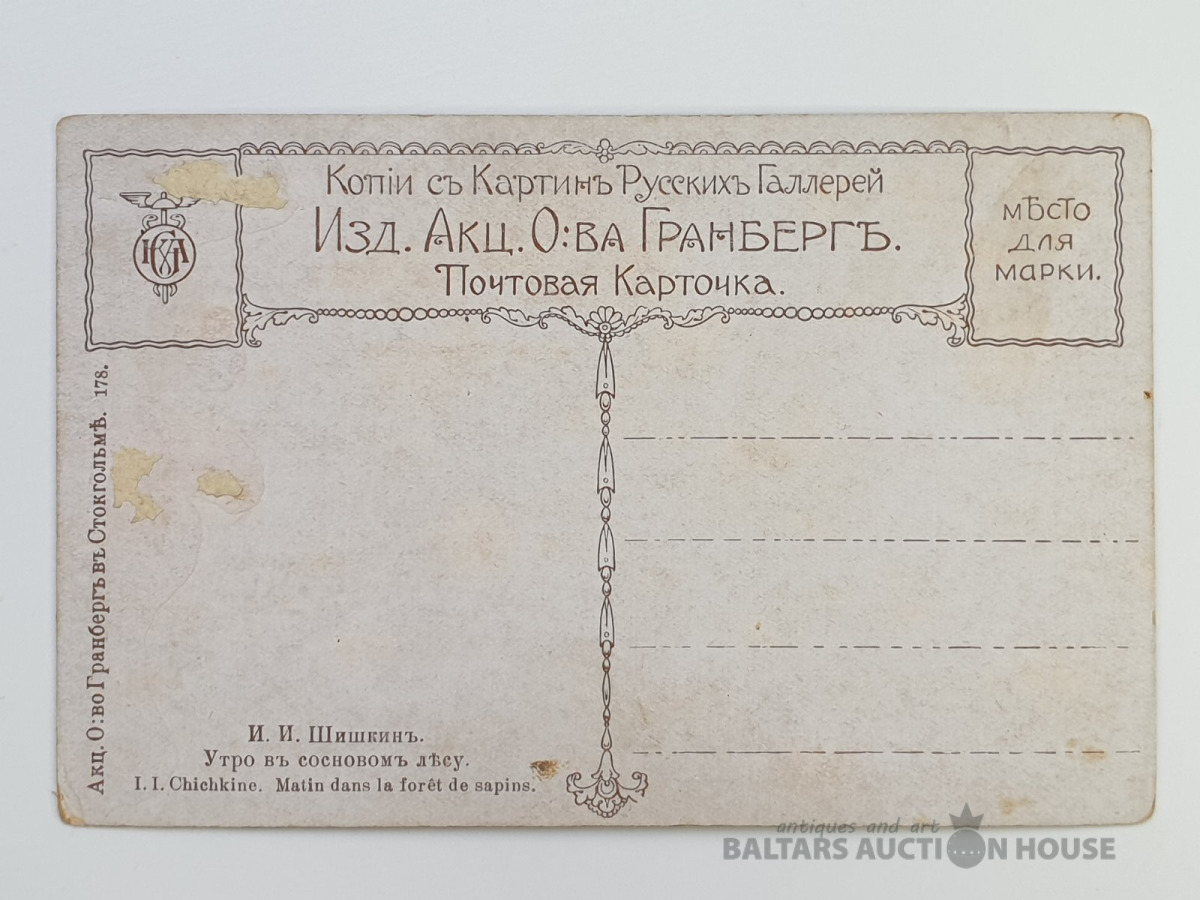 Копіи съ Картинъ Русскихъ Галлерей
Изд. Акц. О:ва Гранбергъ.
Почтовая Карточка.
мѣсто
для
марки.
Акц. О:во Гранбергъ въ Стокгольмѣ. 178.
И. И. Шишкинъ.
Утро въ сосновомъ лѣсу.
I. I. Chichkine. Matin dans la forêt de sapins.
antiques and art
BALTARS AUCTION HOUSE